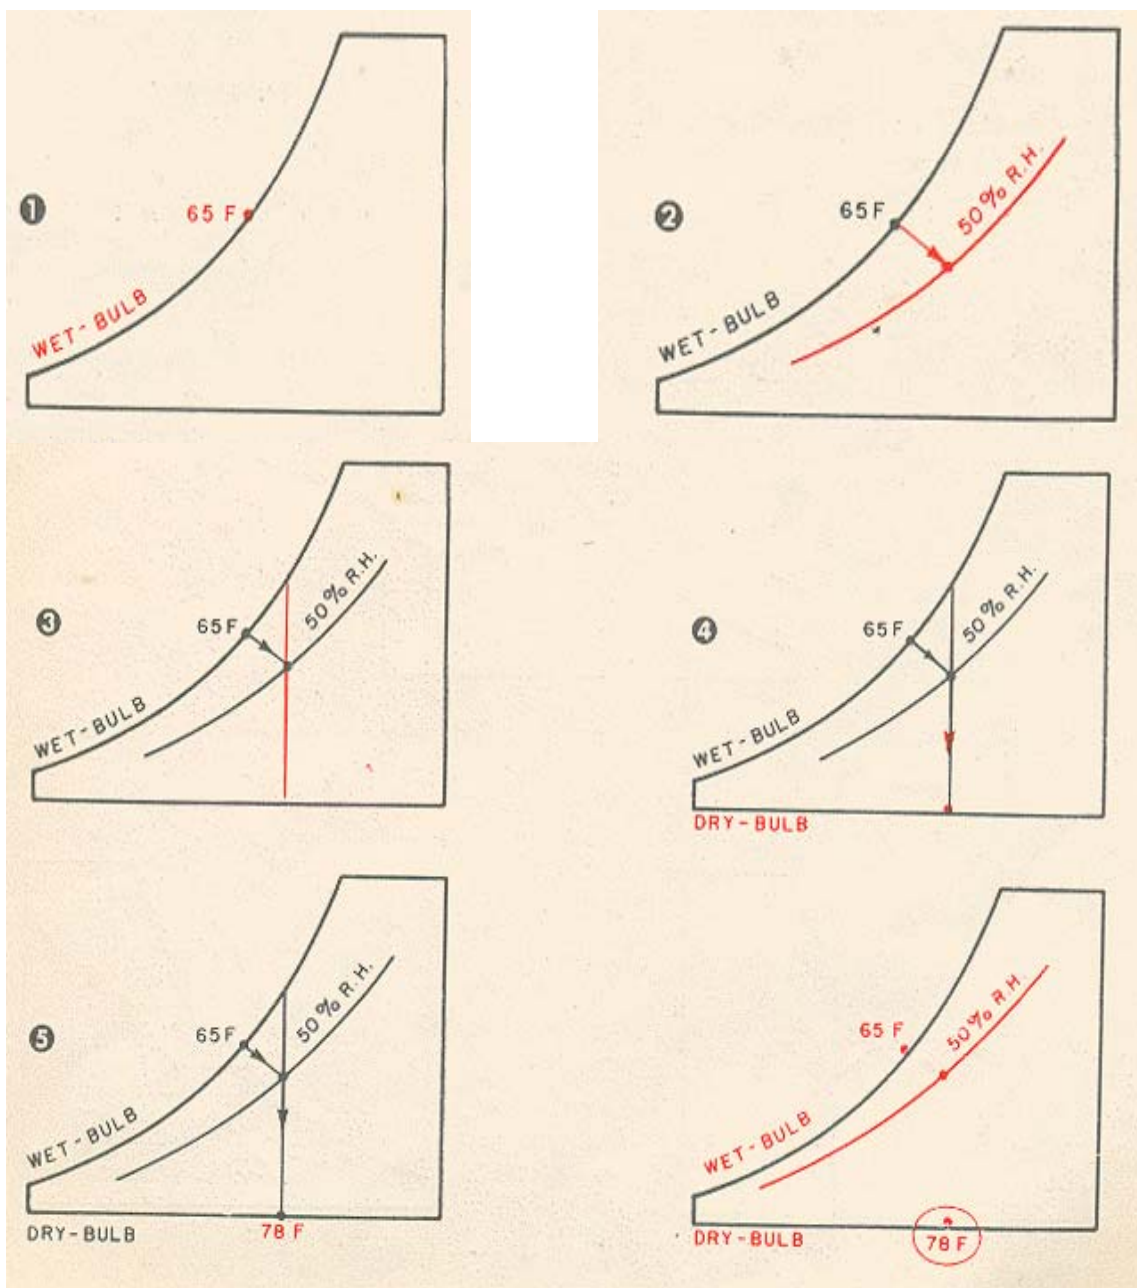 1
65 F
WET-BULB
2
65F
50% R.H.
WET-BULB
3
65F
50% R.H.
WET-BULB
4
65F
50% R.H.
WET-BULB
DRY-BULB
5
65F
50% R.H.
WET-BULB
DRY-BULB
78 F
65 F
50% R.H.
WET-BULB
DRY-BULB
78 F